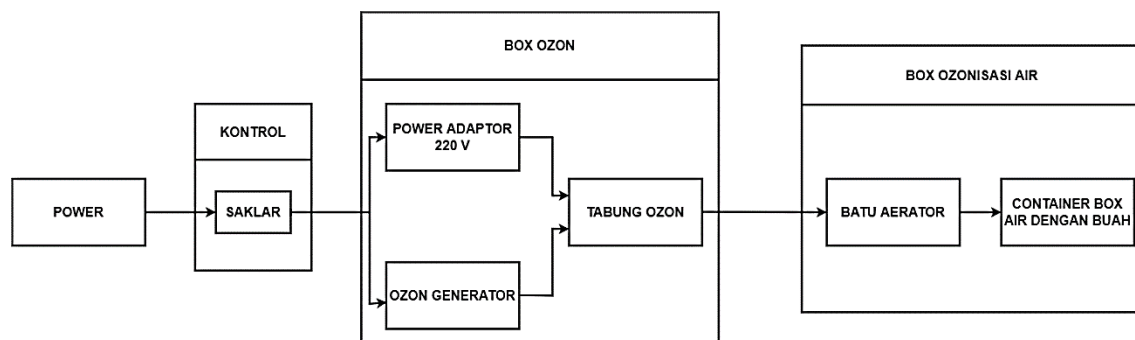 BOX OZON
BOX OZONISASI AIR
KONTROL
POWER ADAPTOR
220 V
POWER
SAKLAR
TABUNG OZON
BATU AERATOR
CONTAINER BOX
AIR DENGAN BUAH
OZON GENERATOR